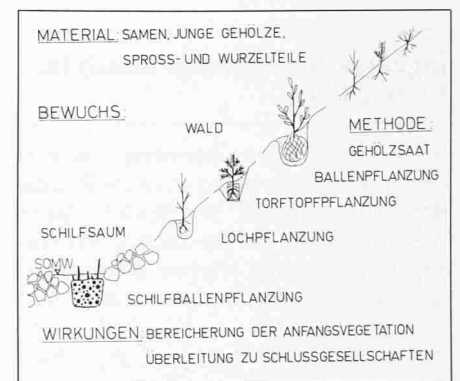 MATERIAL: SAMEN, JUNGE GEHÖLZE,
SPROSS- UND WURZELTEILE
BEWUCHS:
WALD
METHODE:
GEHÖLZSAAT
BALLENPFLANZUNG
TORFTOPFPFLANZUNG
SCHILFSAUM
LOCHPFLANZUNG
SOMW
SCHILFBALLENPFLANZUNG
WIRKUNGEN: BEREICHERUNG DER ANFANGSVEGETATION
ÜBERLEITUNG ZU SCHLUSSGESELLSCHAFTEN